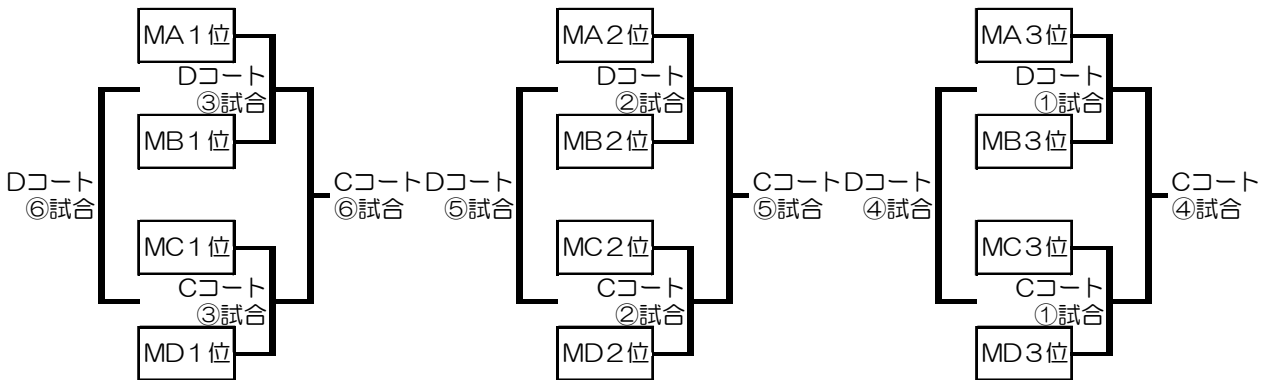 MA1位
Dコート
③試合
MB1位
Dコート
⑥試合
Cコート
⑥試合
MC1位
Cコート
③試合
MD1位
MA2位
Dコート
②試合
MB2位
Dコート
⑤試合
Cコート
⑤試合
MC2位
Cコート
②試合
MD2位
MA3位
Dコート
①試合
MB3位
Dコート
④試合
Cコート
④試合
MC3位
Cコート
①試合
MD3位